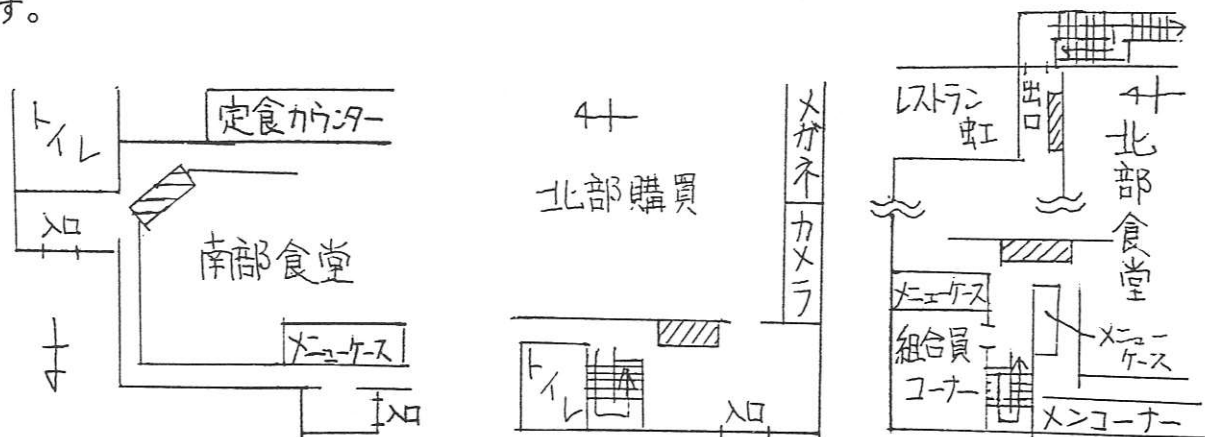 す。
トイレ
定食カウンター
入口
南部食堂
メニューケース
入口
北部購買
メガネ
カメラ
トイレ
入口
レストラン
虹
出口
北部食堂
メニューケース
組合員
コーナー
メニュー
ケース
メンコーナー